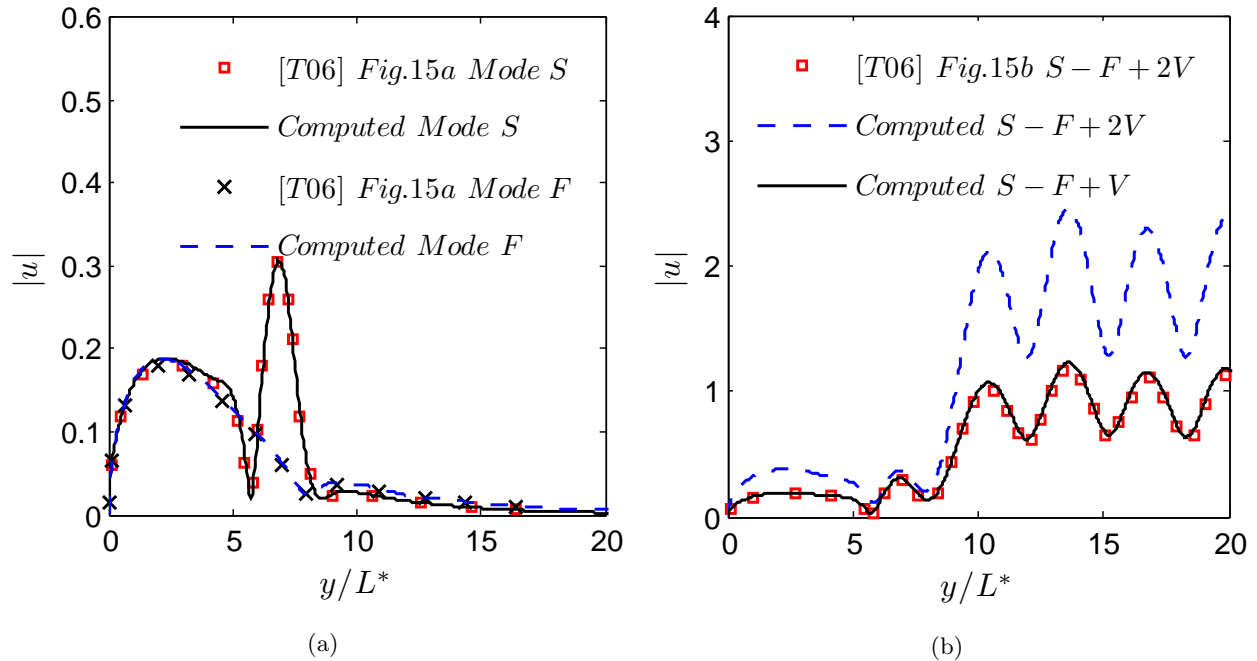 0.6
0.5
0.4
0.3
0.2
0.1
0
|u|
[T06] Fig.15a Mode S
Computed Mode S
[T06] Fig.15a Mode F
Computed Mode F
0 5 10 15 20
y/L*
(a)
4
3
2
1
0
|u|
[T06] Fig.15b S − F + 2V
Computed S − F + 2V
Computed S − F + V
0 5 10 15 20
y/L*
(b)